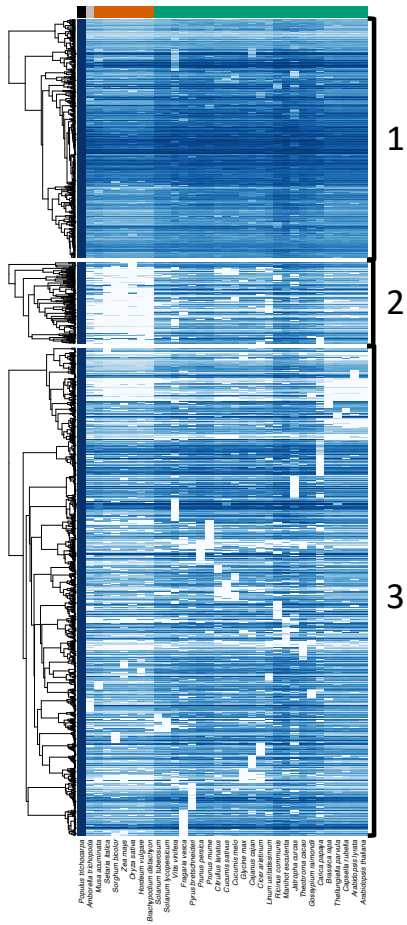 1
2
3
Populus trichocarpa
Amborella trichopoda
Musa acuminata
Setaria italica
Sorghum bicolor
Zea mays
Oryza sativa
Hordeum vulgare
Brachypodium distachyon
Solanum tuberosum
Solanum lycopersicum
Vitis vinifera
Fragaria vesca
Pyrus bretschneideri
Prunus persica
Prunus mume
Citrullus lanatus
Cucumis sativus
Cucumis melo
Glycine max
Cajanus cajan
Cicer arietinum
Linum usitatissimum
Ricinus communis
Manihot esculenta
Jatropha curcas
Theobroma cacao
Gossypium raimondii
Carica papaya
Brassica rapa
Thellungiella parvula
Capsella rubella
Arabidopsis lyrata
Arabidopsis thaliana